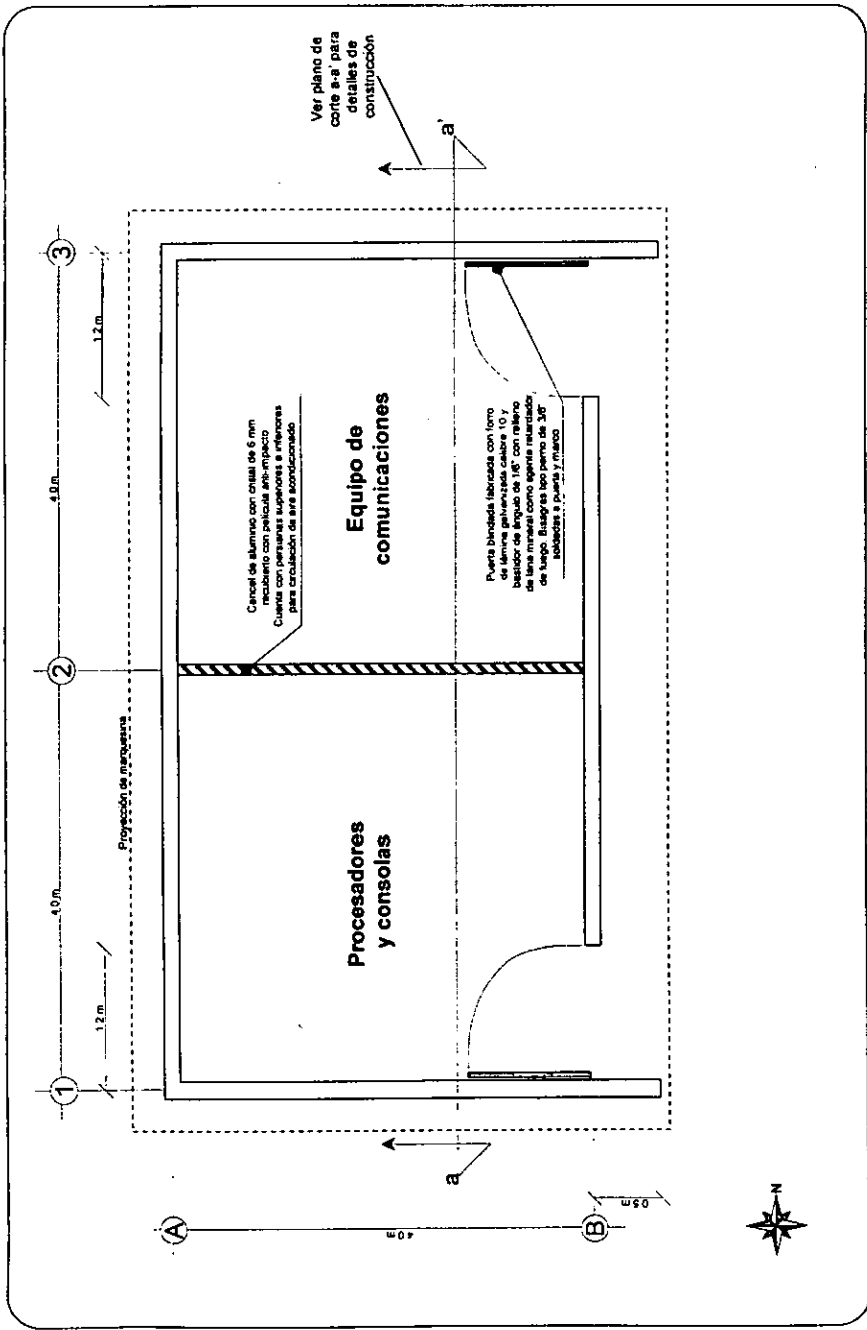 1
2
3
4.0 m
4.0 m
1.2 m
1.2 m
Proyección de marquesina
A
B
4.0 m
0.5 m
Cancel de aluminio con cristal de 6 mm
recubierto con película anti-impacto
Cuenta con persianas superiores e inferiores
para circulación de aire acondicionado
Procesadores
y consolas
Equipo de
comunicaciones
Puerta blindada fabricada con forro
de lámina galvanizada calibre 10 y
bastidor de ángulo de 1/6" con relleno
de lana mineral como agente retardador
de fuego. Bisagras tipo perno de 3/8"
soldadas a puerta y marco
a
a'
Ver plano de
corte a-a' para
detalles de
construcción
N